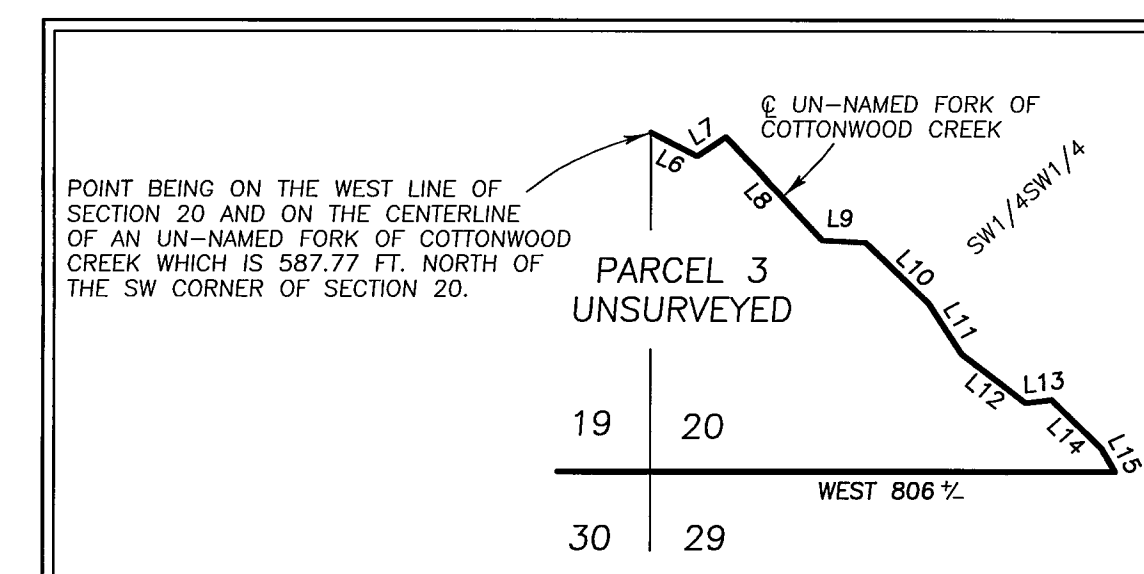 ℄ UN-NAMED FORK OF
COTTONWOOD CREEK
POINT BEING ON THE WEST LINE OF
SECTION 20 AND ON THE CENTERLINE
OF AN UN-NAMED FORK OF COTTONWOOD
CREEK WHICH IS 587.77 FT. NORTH OF
THE SW CORNER OF SECTION 20.
L6
L7
L8
L9
SW1/4SW1/4
PARCEL 3
UNSURVEYED
L10
L11
L12
L13
L14
L15
19
20
WEST 806 +/-
30
29